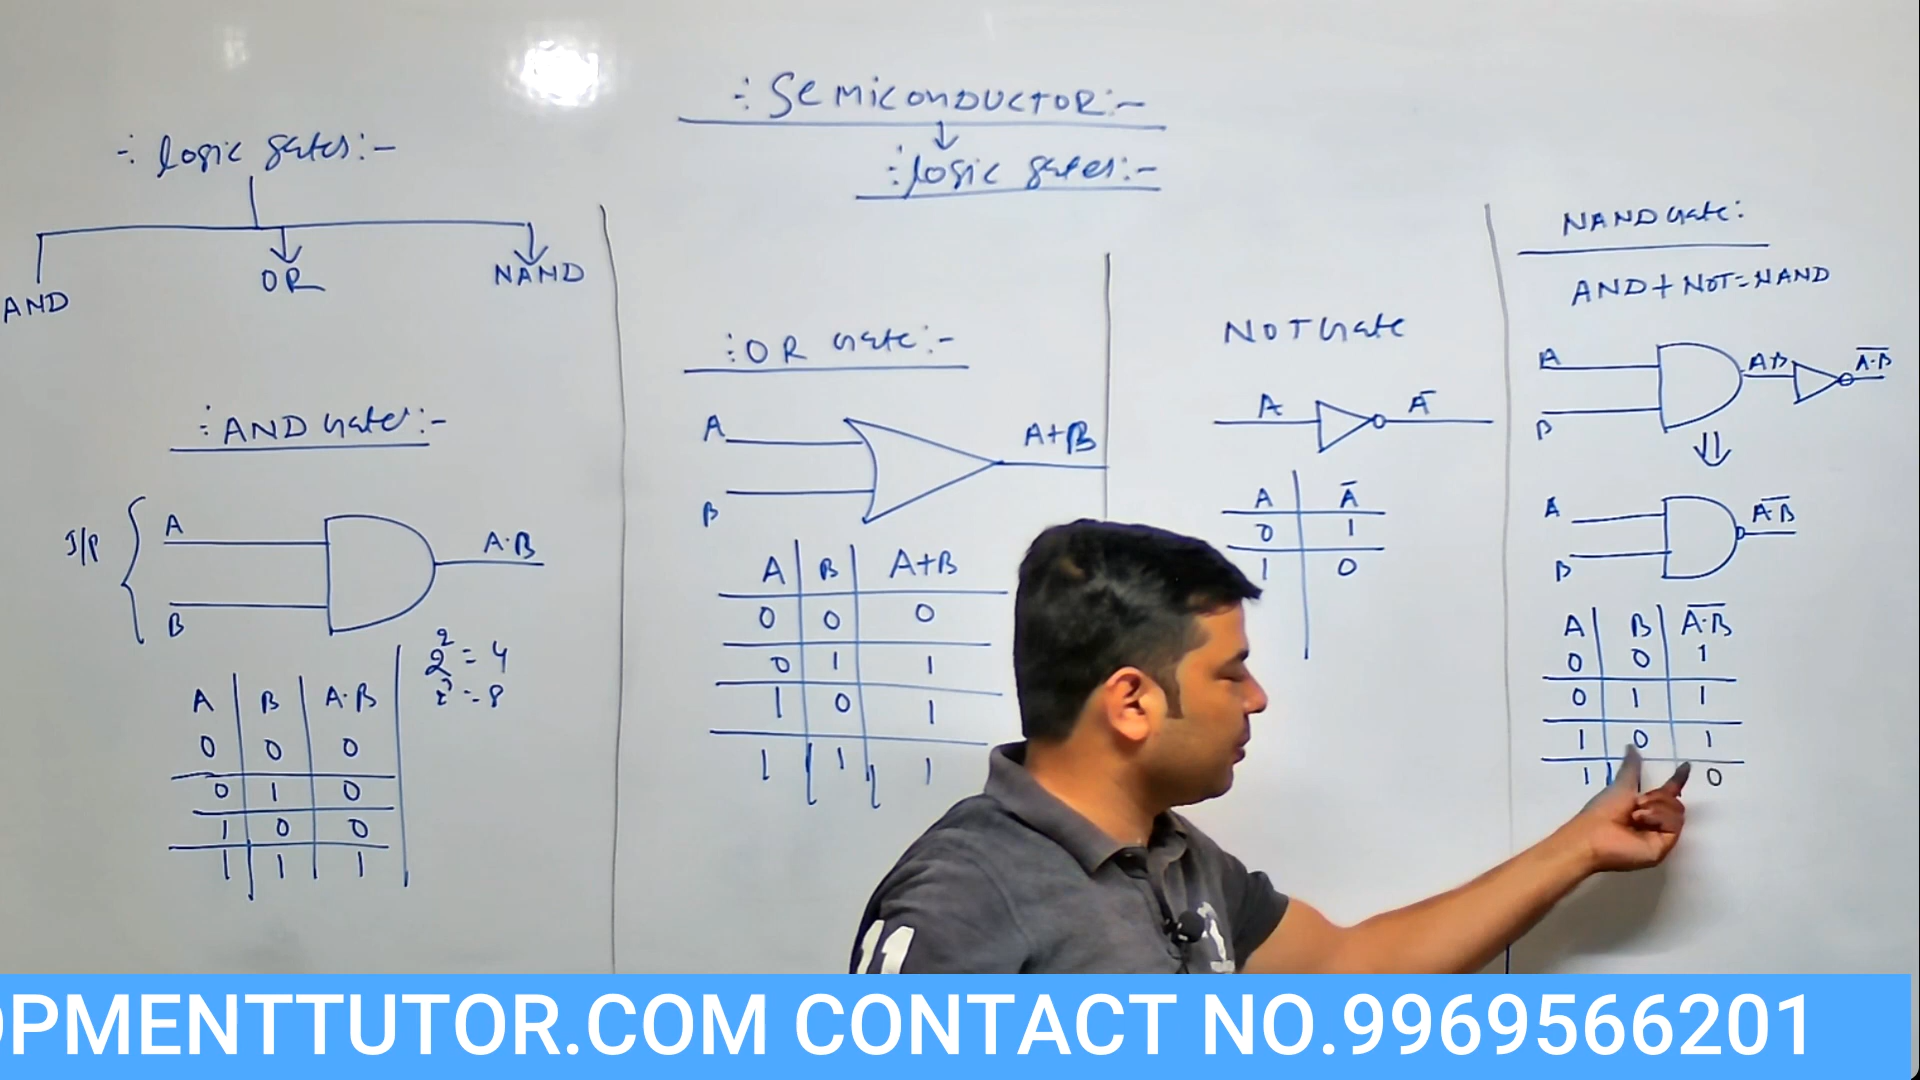 :- SEMICONDUCTOR:-
:- logic gates:-
:- logic gates:-
AND
OR
NAND
:- AND Gate:-
I/P
A
B
A·B
2² = 4
2³ = 8
A B A·B
0 0 0
0 1 0
1 0 0
1 1 1
:- OR Gate:-
A
B
A+B
A B A+B
0 0 0
0 1 1
1 0 1
1 1 1
NOT Gate
A Ā
A Ā
0 1
1 0
NAND Gate:
AND + NOT = NAND
A
B
AB
A̅·̅B̅
A
B
A̅·̅B̅
A B A̅·̅B̅
0 0 1
0 1 1
1 0 1
1 1 0
OPMENTTUTOR.COM CONTACT NO.9969566201